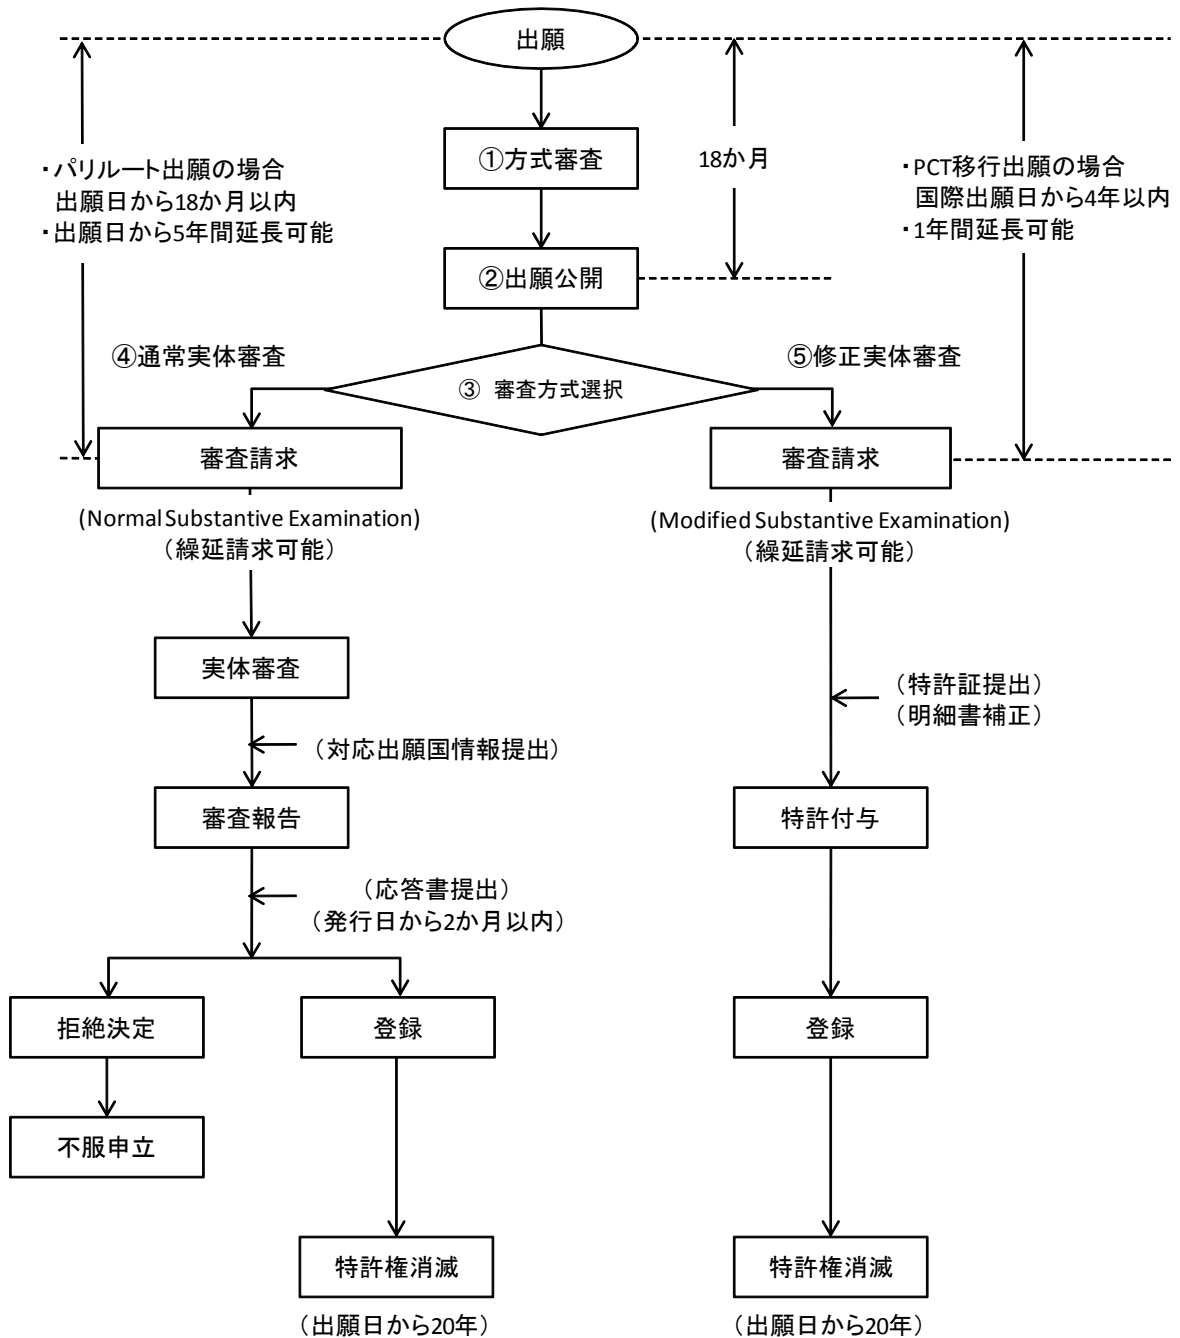 出願
①方式審査
18か月
・パリルート出願の場合
出願日から18か月以内
・出願日から5年間延長可能
・PCT移行出願の場合
国際出願日から4年以内
・1年間延長可能
②出願公開
④通常実体審査
⑤修正実体審査
③ 審査方式選択
審査請求
審査請求
(Normal Substantive Examination)
（繰延請求可能）
(Modified Substantive Examination)
（繰延請求可能）
実体審査
（特許証提出）
（明細書補正）
（対応出願国情報提出）
審査報告
特許付与
（応答書提出）
（発行日から2か月以内）
拒絶決定
登録
登録
不服申立
特許権消滅
特許権消滅
（出願日から20年）
（出願日から20年）